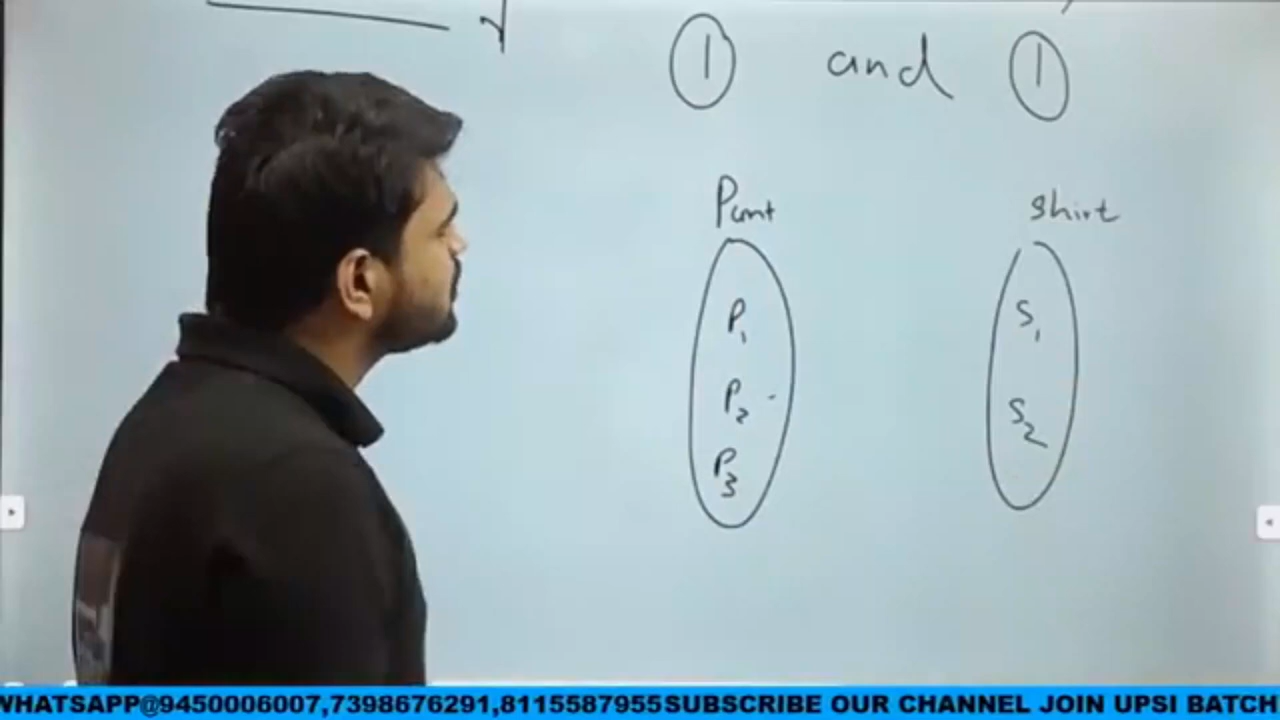 1 and 1
Pant shirt
P1 S1
P2 S2
P3
WHATSAPP@9450006007,7398676291,8115587955SUBSCRIBE OUR CHANNEL JOIN UPSI BATCH